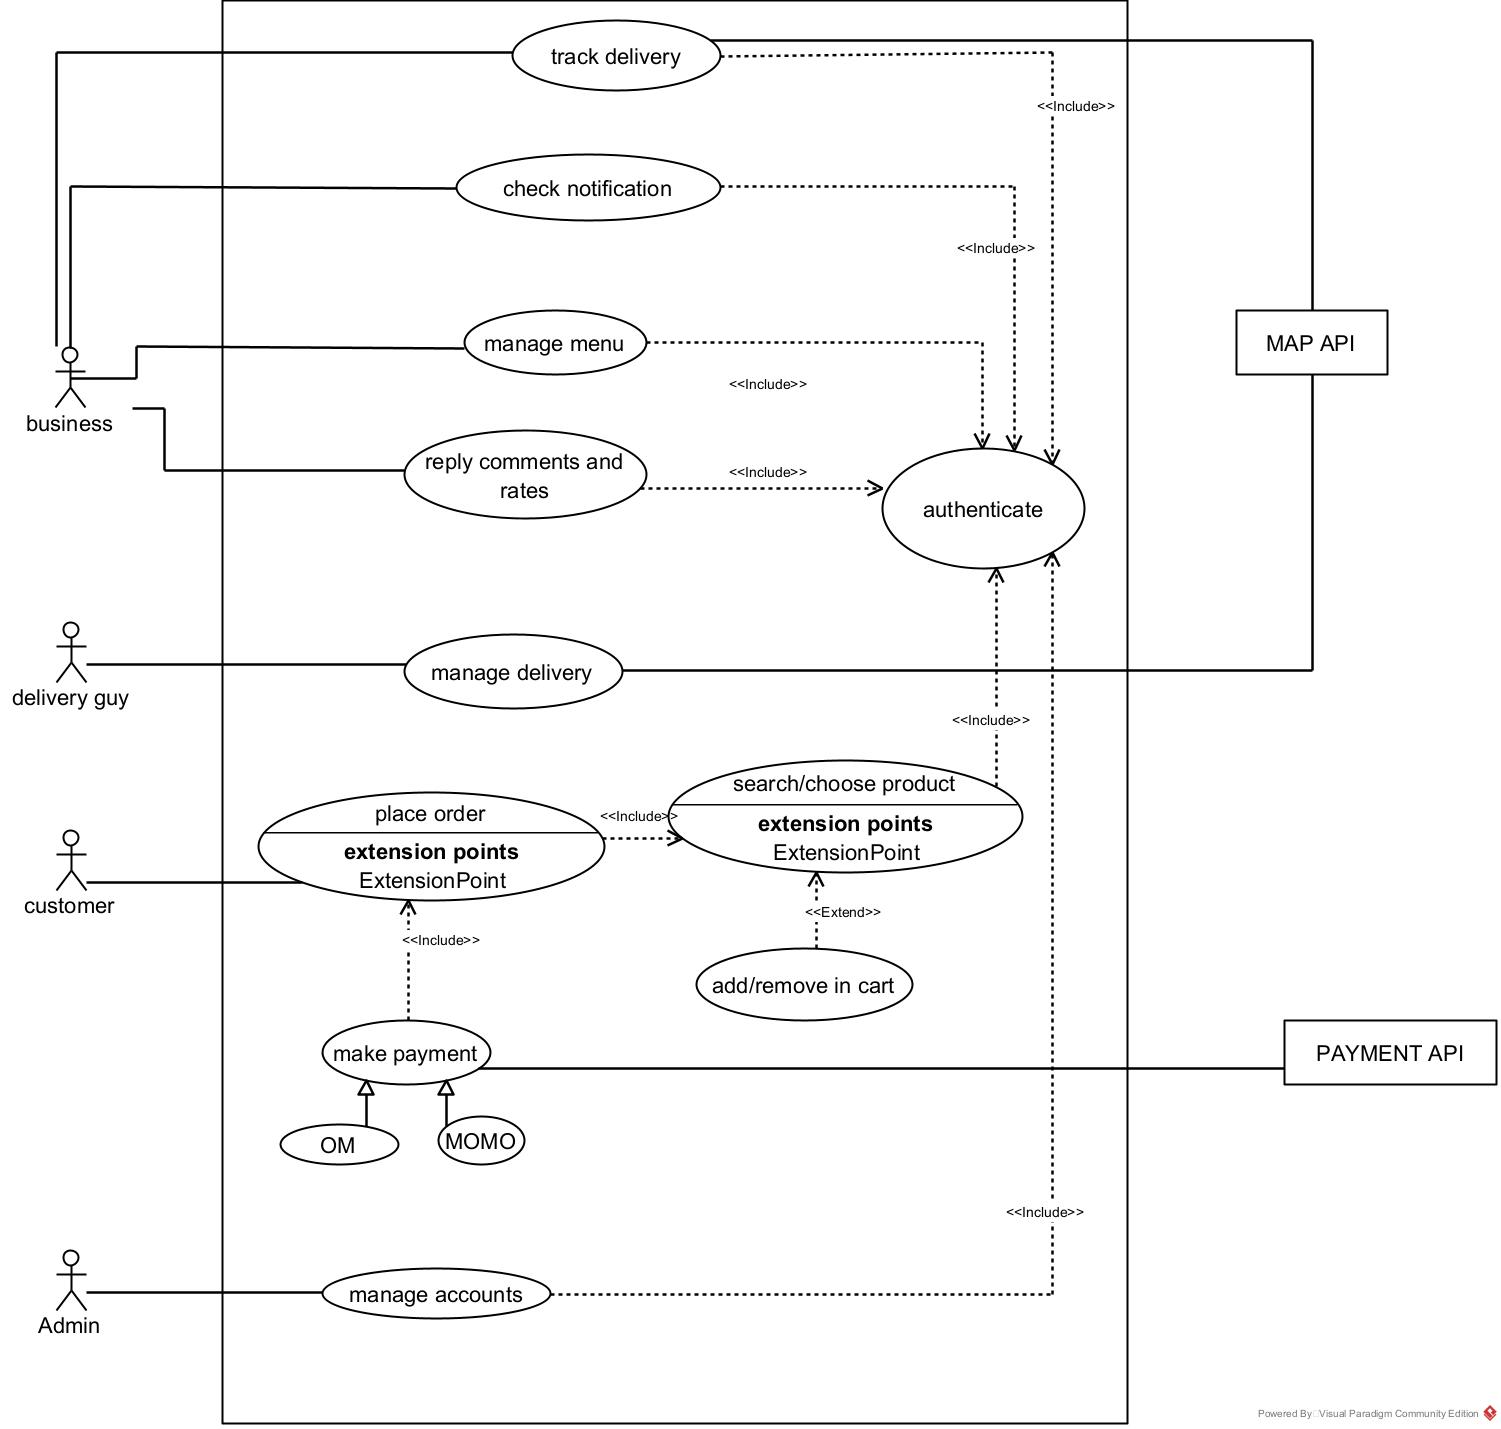 track delivery
<<Include>>
check notification
<<Include>>
manage menu
MAP API
<<Include>>
business
reply comments and
rates
<<Include>>
authenticate
manage delivery
delivery guy
<<Include>>
search/choose product
place order
<<Include>>
extension points
ExtensionPoint
extension points
ExtensionPoint
customer
<<Extend>>
<<Include>>
add/remove in cart
make payment
PAYMENT API
OM
MOMO
<<Include>>
manage accounts
Admin
Powered By Visual Paradigm Community Edition